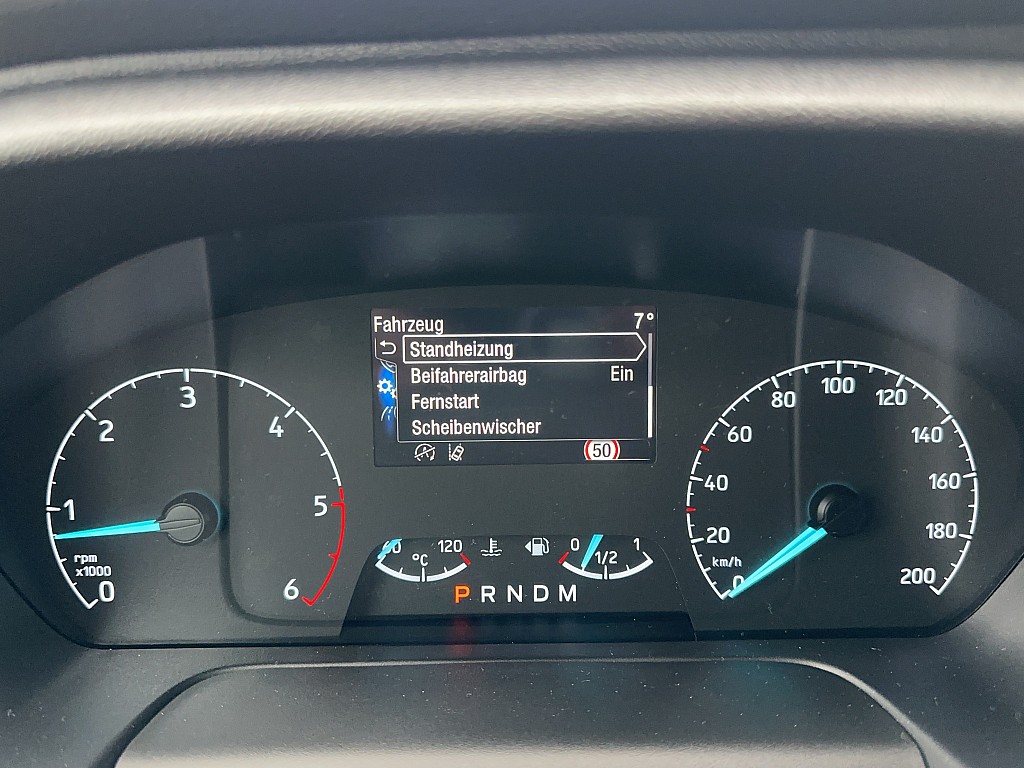 Fahrzeug 7°
Standheizung
Beifahrerairbag Ein
Fernstart
Scheibenwischer
50
0 1 2 3 4 5 6
rpm
x1000
0 20 40 60 80 100 120 140 160 180 200
km/h
60 120
°C
0 1/2 1
P R N D M